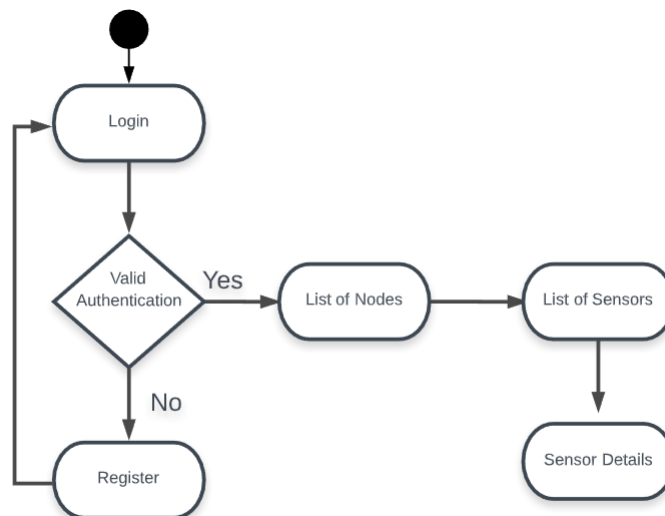 Login
Valid
Authentication
Yes
List of Nodes
List of Sensors
No
Sensor Details
Register